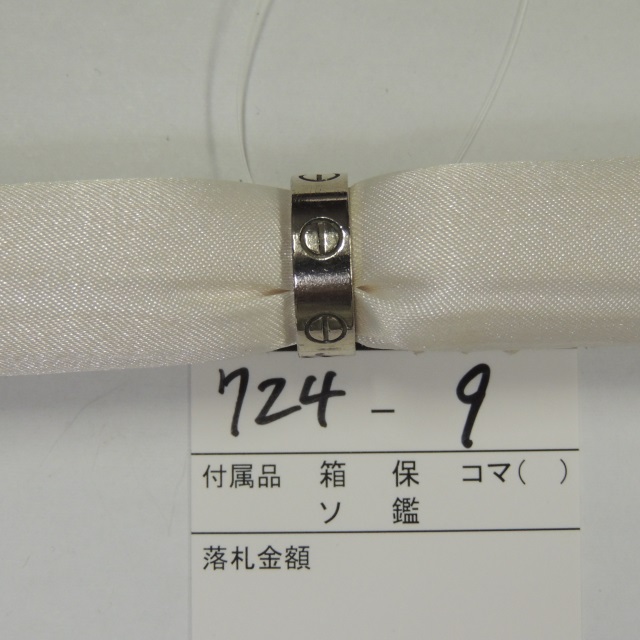 724-9
付属品 箱 保 コマ( )
ソ 鑑
落札金額